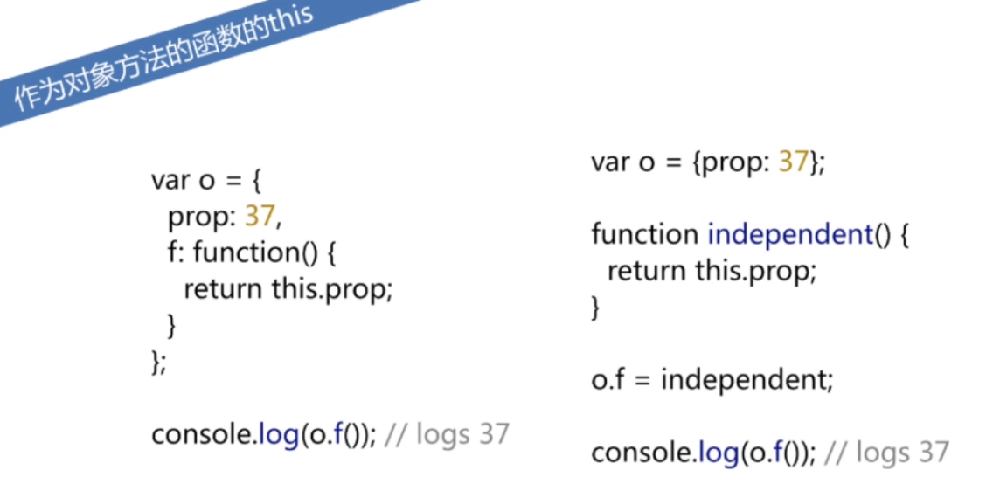 作为对象方法的函数的this
var o = {
  prop: 37,
  f: function() {
    return this.prop;
  }
};
console.log(o.f()); // logs 37
var o = {prop: 37};
function independent() {
  return this.prop;
}
o.f = independent;
console.log(o.f()); // logs 37